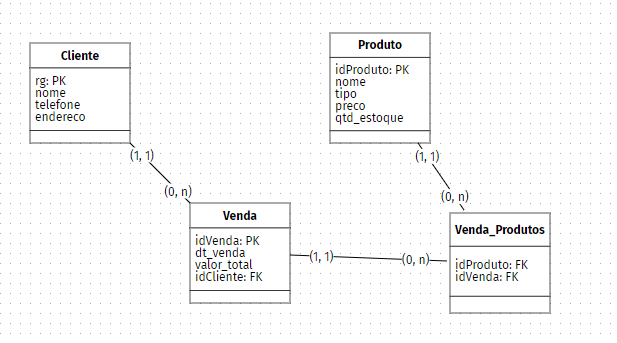 Cliente
rg: PK
nome
telefone
endereco
Produto
idProduto: PK
nome
tipo
preco
qtd_estoque
(1, 1)
(0, n)
(1, 1)
(0, n)
Venda
idVenda: PK
dt_venda
valor_total
idCliente: FK
(1, 1)
(0, n)
Venda_Produtos
idProduto: FK
idVenda: FK